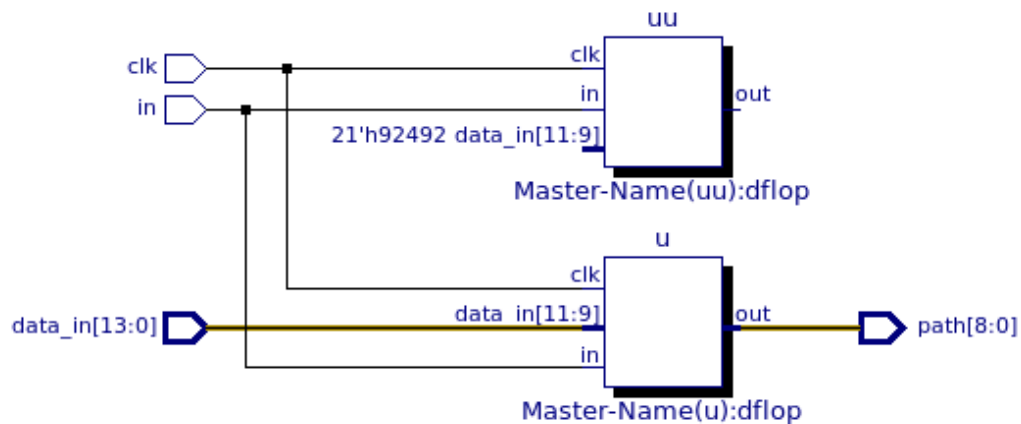 uu
clk clk
in in out
21'h92492 data_in[11:9]
Master-Name(uu):dflop
u
clk
data_in[13:0] data_in[11:9] out path[8:0]
in
Master-Name(u):dflop